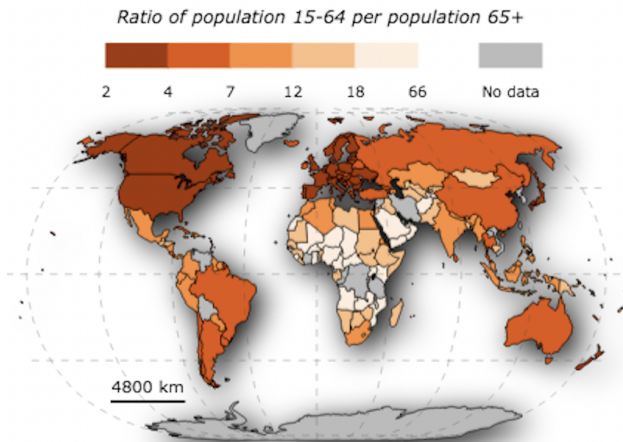 Ratio of population 15-64 per population 65+
2 4 7 12 18 66 No data
4800 km